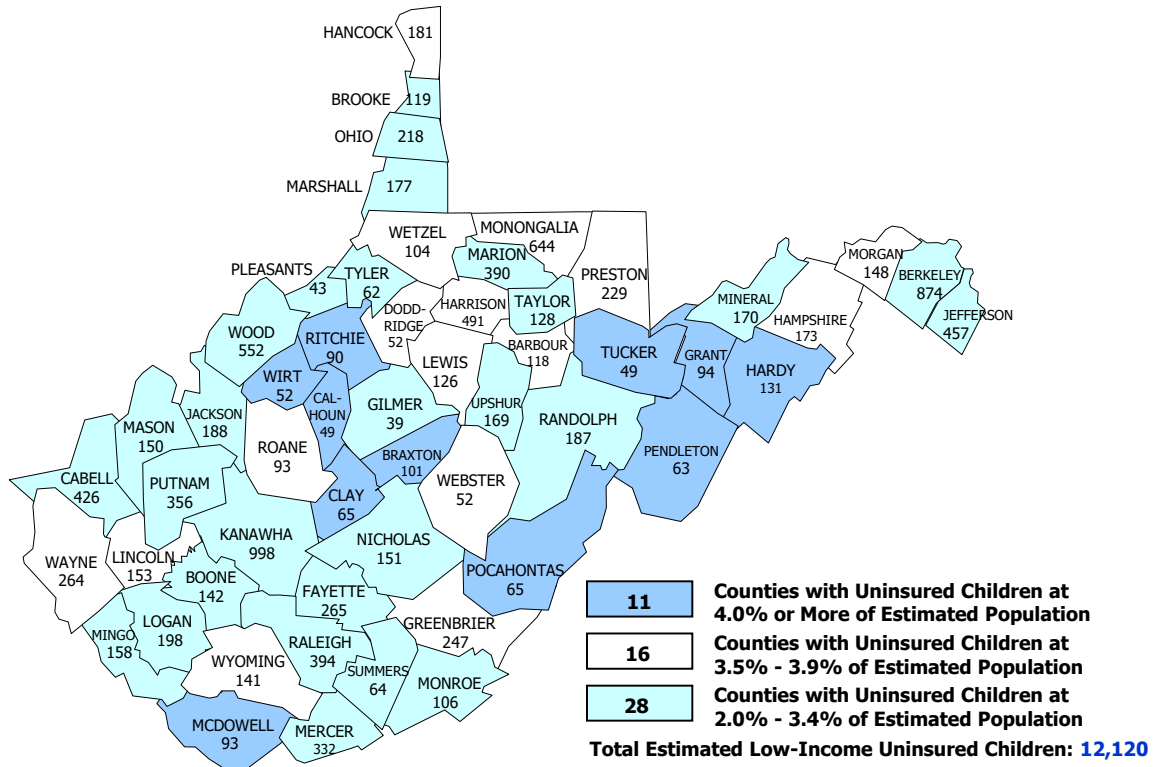 HANCOCK 181
BROOKE 119
OHIO 218
MARSHALL 177
WETZEL
104
MONONGALIA
644
MARION
390
PRESTON
229
MORGAN
148
BERKELEY
874
JEFFERSON
457
PLEASANTS
43
TYLER
62
DODD-
RIDGE
52
HARRISON
491
TAYLOR
128
MINERAL
170
HAMPSHIRE
173
WOOD
552
RITCHIE
90
BARBOUR
118
TUCKER
49
GRANT
94
HARDY
131
WIRT
52
LEWIS
126
CAL-
HOUN
49
GILMER
39
UPSHUR
169
RANDOLPH
187
JACKSON
188
MASON
150
ROANE
93
BRAXTON
101
PENDLETON
63
CABELL
426
PUTNAM
356
CLAY
65
WEBSTER
52
KANAWHA
998
NICHOLAS
151
WAYNE
264
LINCOLN
153
BOONE
142
POCAHONTAS
65
FAYETTE
265
MINGO
158
LOGAN
198
GREENBRIER
247
WYOMING
141
RALEIGH
394
SUMMERS
64
MONROE
106
MCDOWELL
93
MERCER
332
11 Counties with Uninsured Children at
4.0% or More of Estimated Population
16 Counties with Uninsured Children at
3.5% - 3.9% of Estimated Population
28 Counties with Uninsured Children at
2.0% - 3.4% of Estimated Population
Total Estimated Low-Income Uninsured Children: 12,120